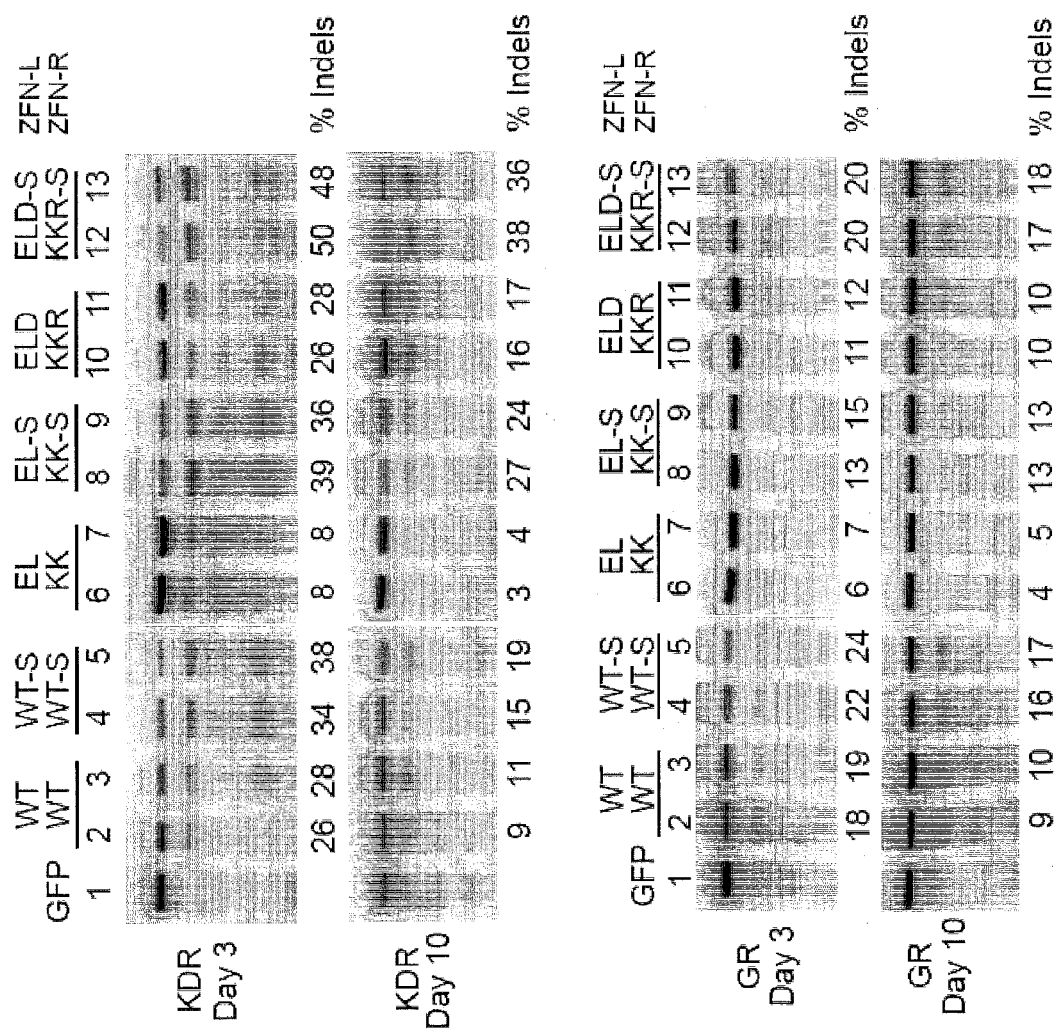 GFP WT WT-S EL EL-S ELD ELD-S ZFN-L
WT WT-S KK KK-S KKR KKR-S ZFN-R
1 2 3 4 5 6 7 8 9 10 11 12 13
KDR
Day 3
26 28 34 38 8 8 39 36 26 28 50 48 % Indels
KDR
Day 10
9 11 15 19 3 4 27 24 16 17 38 36 % Indels
GFP WT WT-S EL EL-S ELD ELD-S ZFN-L
WT WT-S KK KK-S KKR KKR-S ZFN-R
1 2 3 4 5 6 7 8 9 10 11 12 13
GR
Day 3
18 19 22 24 6 7 13 15 11 12 20 20 % Indels
GR
Day 10
9 10 16 17 4 5 13 13 10 10 17 18 % Indels